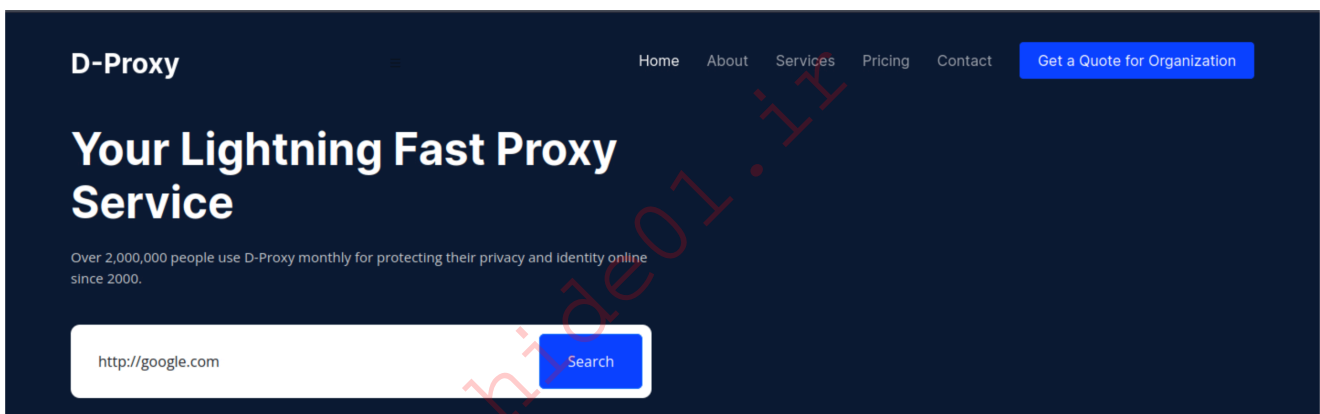 D-Proxy
Home About Services Pricing Contact Get a Quote for Organization
Your Lightning Fast Proxy
Service
Over 2,000,000 people use D-Proxy monthly for protecting their privacy and identity online
since 2000.
http://google.com Search
hide01.ir